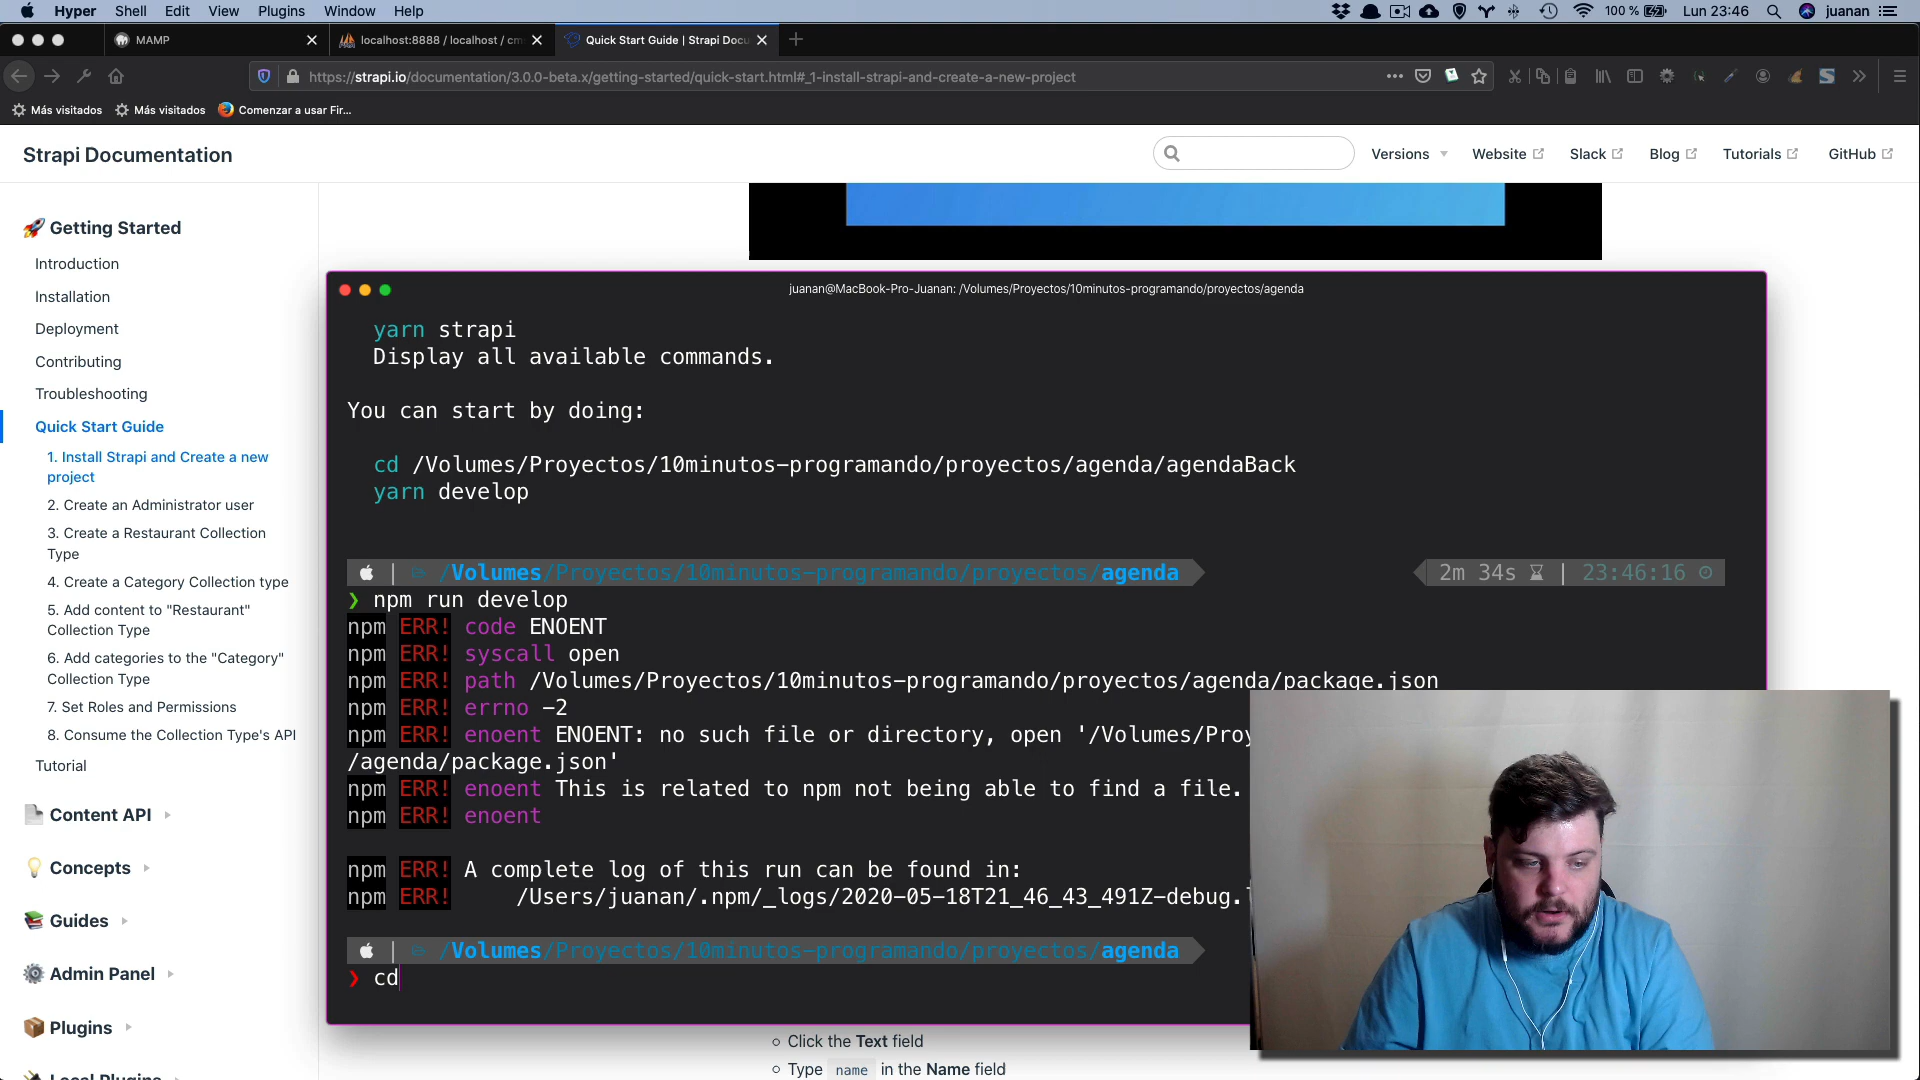 Hyper Shell Edit View Plugins Window Help 100 % Lun 23:46 juanan
MAMP
localhost:8888 / localhost / cm
Quick Start Guide | Strapi Docu
https://strapi.io/documentation/3.0.0-beta.x/getting-started/quick-start.html#_1-install-strapi-and-create-a-new-project
Más visitados Más visitados Comenzar a usar Fir...
Strapi Documentation
Versions Website Slack Blog Tutorials GitHub
Getting Started
Introduction
Installation
Deployment
Contributing
Troubleshooting
Quick Start Guide
1. Install Strapi and Create a new
project
2. Create an Administrator user
3. Create a Restaurant Collection
Type
4. Create a Category Collection type
5. Add content to "Restaurant"
Collection Type
6. Add categories to the "Category"
Collection Type
7. Set Roles and Permissions
8. Consume the Collection Type's API
Tutorial
Content API
Concepts
Guides
Admin Panel
Plugins
Local Plugins
juanan@MacBook-Pro-Juanan: /Volumes/Proyectos/10minutos-programando/proyectos/agenda
yarn strapi
Display all available commands.
You can start by doing:
cd /Volumes/Proyectos/10minutos-programando/proyectos/agenda/agendaBack
yarn develop
| /Volumes/Proyectos/10minutos-programando/proyectos/agenda 2m 34s | 23:46:16
❯ npm run develop
npm ERR! code ENOENT
npm ERR! syscall open
npm ERR! path /Volumes/Proyectos/10minutos-programando/proyectos/agenda/package.json
npm ERR! errno -2
npm ERR! enoent ENOENT: no such file or directory, open '/Volumes/Proy
/agenda/package.json'
npm ERR! enoent This is related to npm not being able to find a file.
npm ERR! enoent
npm ERR! A complete log of this run can be found in:
npm ERR! /Users/juanan/.npm/_logs/2020-05-18T21_46_43_491Z-debug.l
| /Volumes/Proyectos/10minutos-programando/proyectos/agenda
❯ cd
Click the Text field
Type name in the Name field